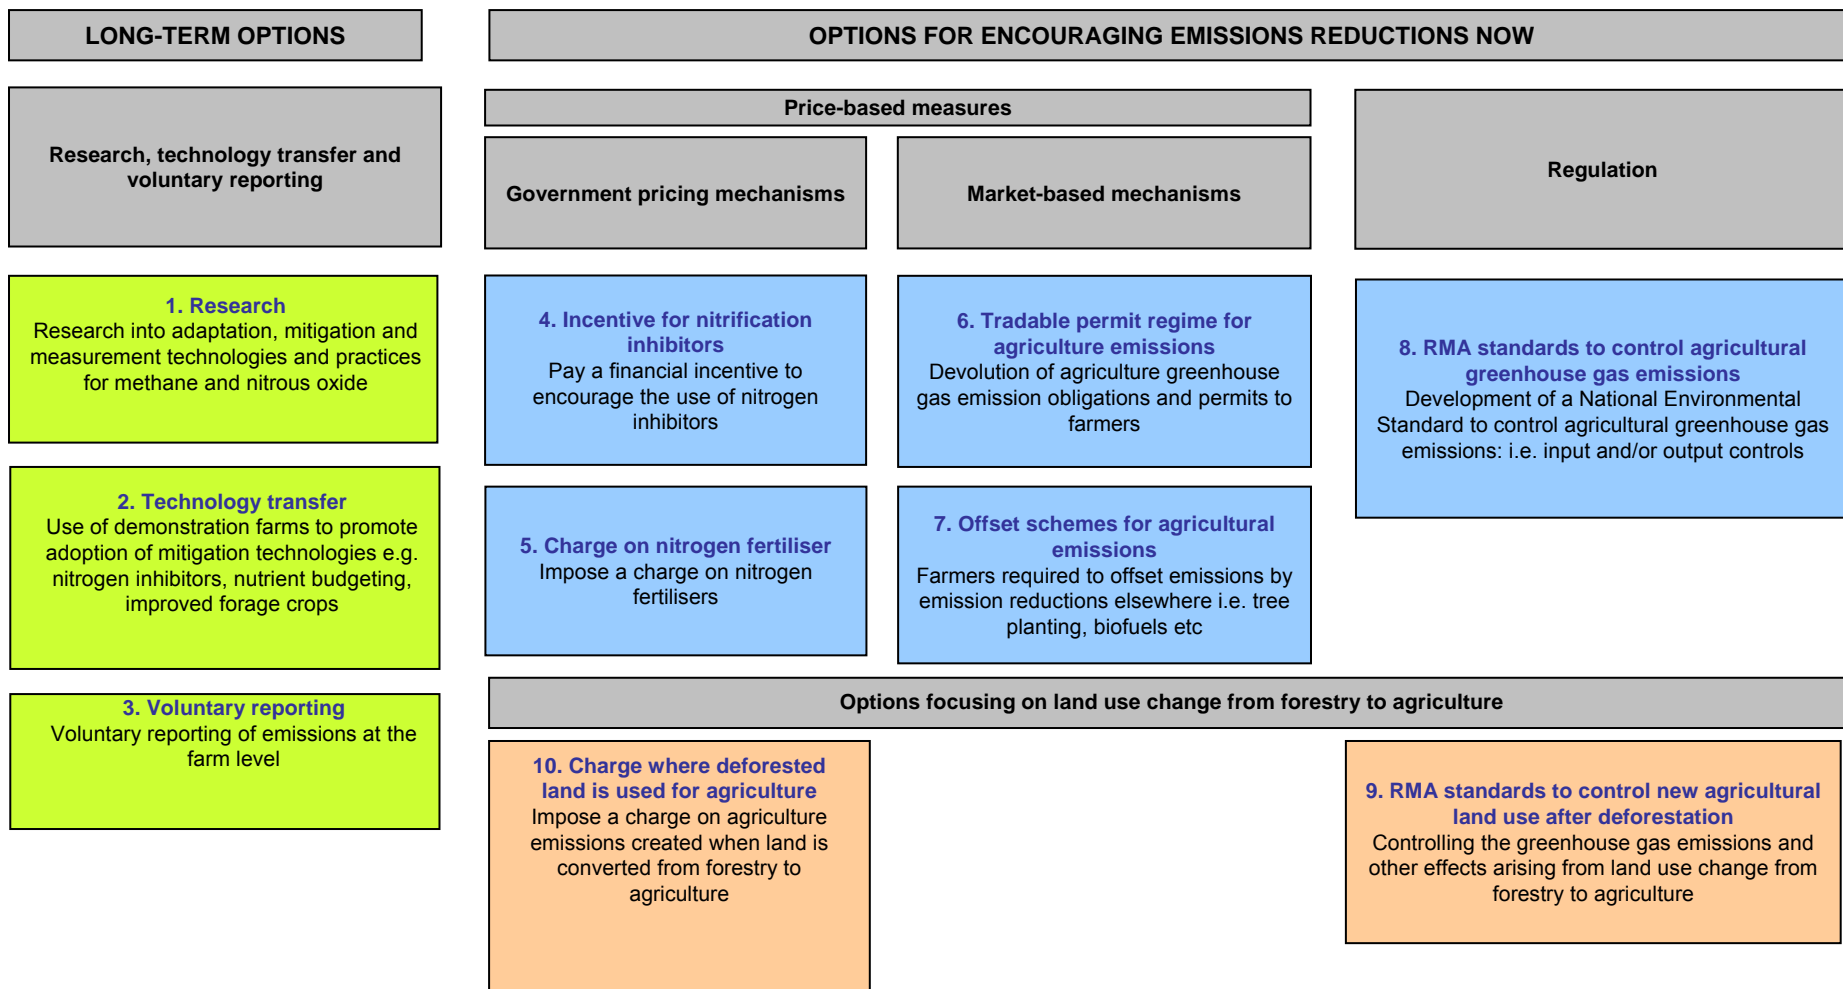 LONG-TERM OPTIONS
OPTIONS FOR ENCOURAGING EMISSIONS REDUCTIONS NOW
Research, technology transfer and
voluntary reporting
Price-based measures
Government pricing mechanisms
Market-based mechanisms
Regulation
1. Research
Research into adaptation, mitigation and
measurement technologies and practices
for methane and nitrous oxide
2. Technology transfer
Use of demonstration farms to promote
adoption of mitigation technologies e.g.
nitrogen inhibitors, nutrient budgeting,
improved forage crops
3. Voluntary reporting
Voluntary reporting of emissions at the
farm level
4. Incentive for nitrification
inhibitors
Pay a financial incentive to
encourage the use of nitrogen
inhibitors
5. Charge on nitrogen fertiliser
Impose a charge on nitrogen
fertilisers
6. Tradable permit regime for
agriculture emissions
Devolution of agriculture greenhouse
gas emission obligations and permits to
farmers
7. Offset schemes for agricultural
emissions
Farmers required to offset emissions by
emission reductions elsewhere i.e. tree
planting, biofuels etc
8. RMA standards to control agricultural
greenhouse gas emissions
Development of a National Environmental
Standard to control agricultural greenhouse gas
emissions: i.e. input and/or output controls
Options focusing on land use change from forestry to agriculture
10. Charge where deforested
land is used for agriculture
Impose a charge on agriculture
emissions created when land is
converted from forestry to
agriculture
9. RMA standards to control new agricultural
land use after deforestation
Controlling the greenhouse gas emissions and
other effects arising from land use change from
forestry to agriculture